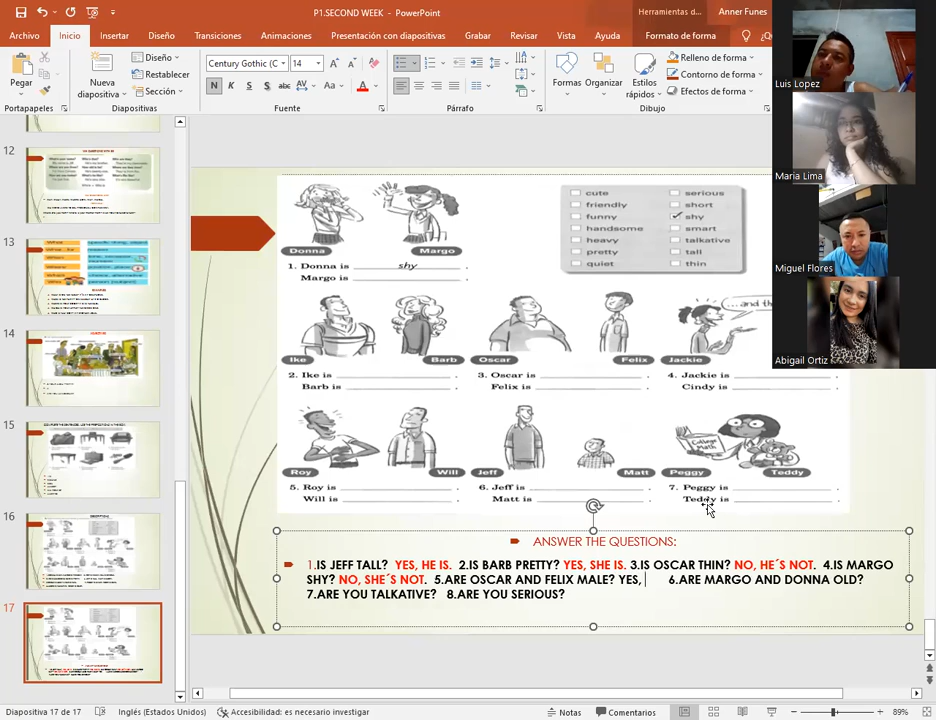 P1.SECOND WEEK - PowerPoint
Herramientas d...
Anner Funes
Archivo Inicio Insertar Diseño Transiciones Animaciones Presentación con diapositivas Grabar Revisar Vista Ayuda Formato de forma
Pegar
Nueva diapositiva
Diseño
Restablecer
Sección
Century Gothic (C 14
N K S S abc AV Aa A
Formas Organizar Estilos rápidos
Relleno de forma
Contorno de forma
Efectos de forma
Portapapeles Diapositivas Fuente Párrafo Dibujo
Luis Lopez
Maria Lima
Miguel Flores
Abigail Ortiz
12
13
14
15
16
17
cute serious
friendly short
funny shy
handsome smart
heavy talkative
pretty tall
quiet thin
Donna Margo
1. Donna is shy .
Margo is .
...and th
Ike Barb Oscar Felix Jackie
2. Ike is . 3. Oscar is . 4. Jackie is .
Barb is . Felix is . Cindy is .
College Math
Roy Will Jeff Matt Peggy Teddy
5. Roy is . 6. Jeff is . 7. Peggy is .
Will is . Matt is . Teddy is .
ANSWER THE QUESTIONS:
1.IS JEFF TALL? YES, HE IS. 2.IS BARB PRETTY? YES, SHE IS. 3.IS OSCAR THIN? NO, HE´S NOT. 4.IS MARGO
SHY? NO, SHE´S NOT. 5.ARE OSCAR AND FELIX MALE? YES, 6.ARE MARGO AND DONNA OLD?
7.ARE YOU TALKATIVE? 8.ARE YOU SERIOUS?
Diapositiva 17 de 17 Inglés (Estados Unidos) Accesibilidad: es necesario investigar Notas Comentarios 89%